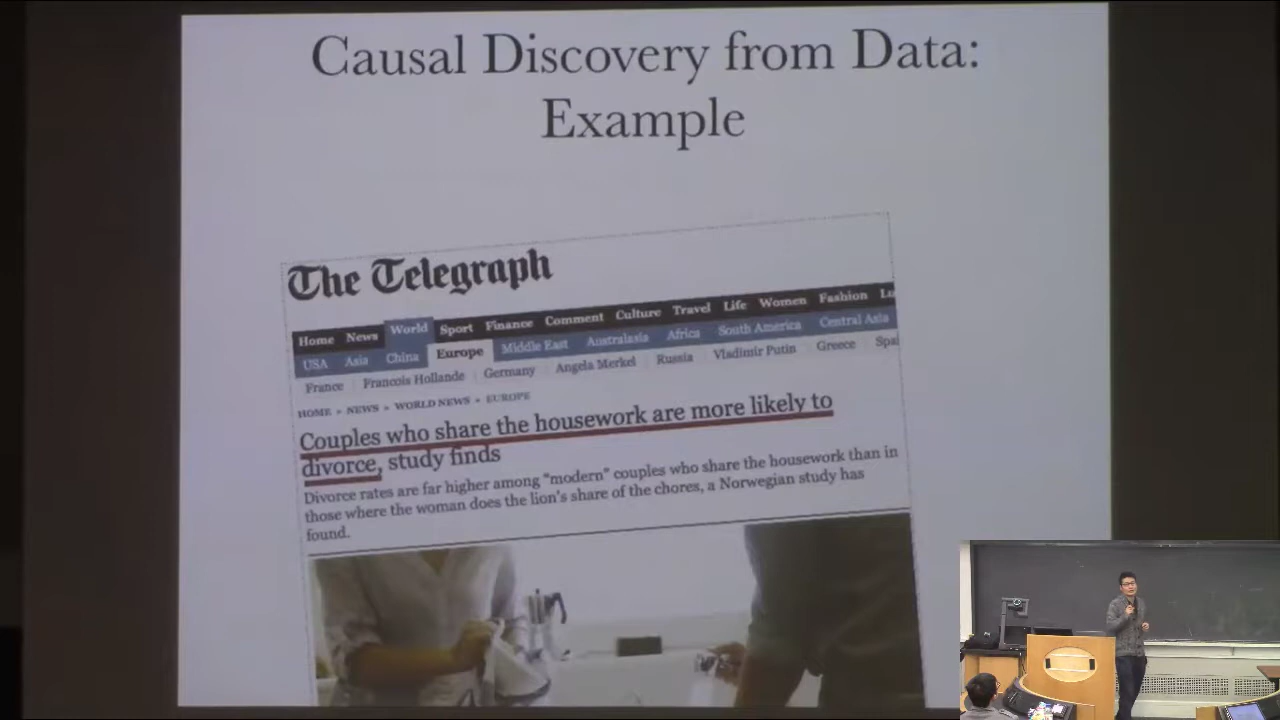 Causal Discovery from Data:
Example
The Telegraph
Home News World Sport Finance Comment Culture Travel Life Women Fashion
USA Asia China Europe Middle East Australasia Africa South America Central Asia
France Francois Hollande Germany Angela Merkel Russia Vladimir Putin Greece
HOME » NEWS » WORLD NEWS » EUROPE
Couples who share the housework are more likely to
divorce, study finds
Divorce rates are far higher among "modern" couples who share the housework than in
those where the woman does the lion's share of the chores, a Norwegian study has
found.